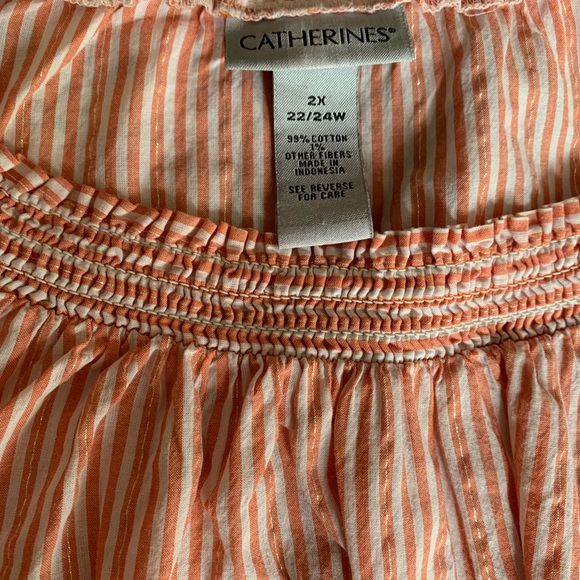 CATHERINES®
2X
22/24W
99% COTTON
1%
OTHER FIBERS
MADE IN
INDONESIA
SEE REVERSE
FOR CARE